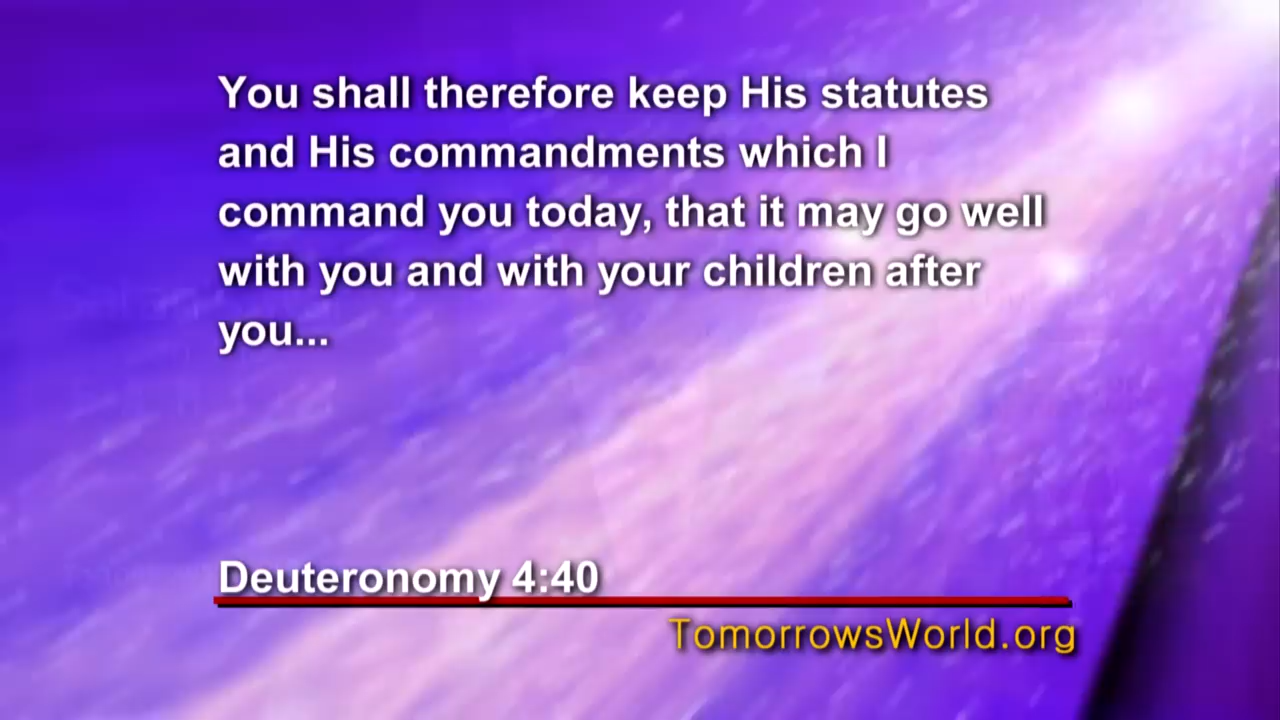 You shall therefore keep His statutes
and His commandments which I
command you today, that it may go well
with you and with your children after
you...
Deuteronomy 4:40
TomorrowsWorld.org